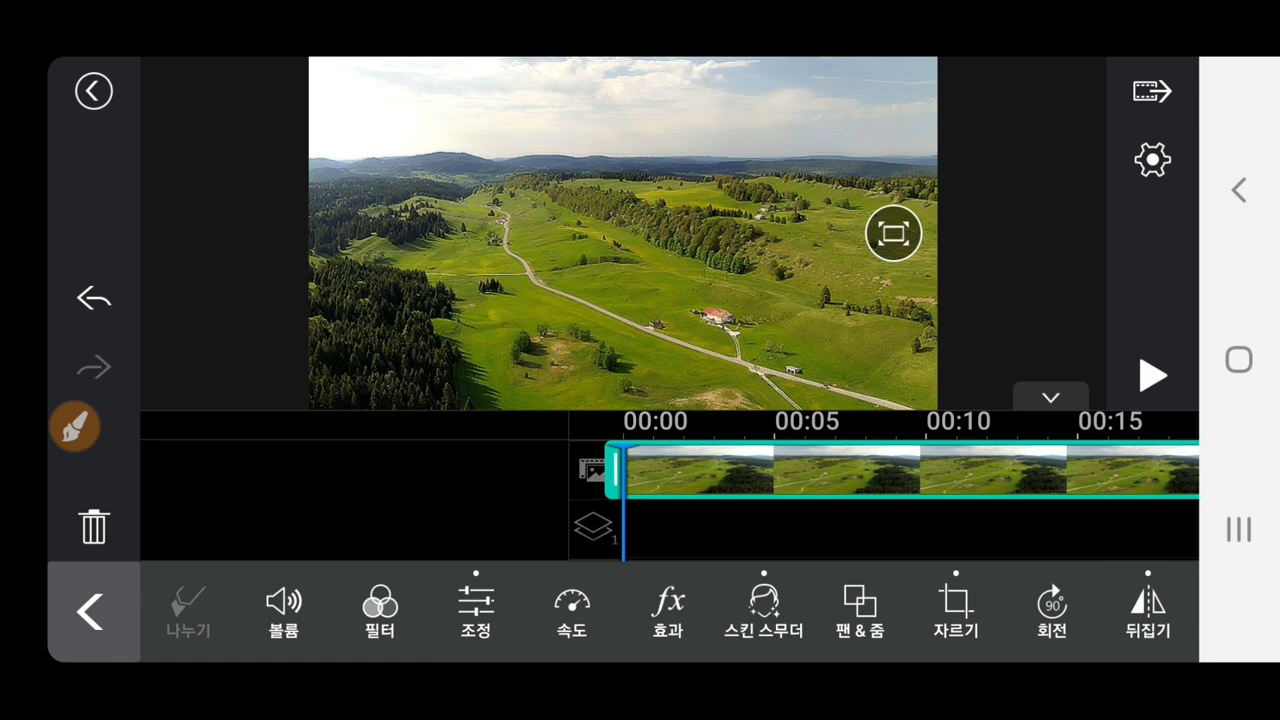 00:00 00:05 00:10 00:15
1
나누기 볼륨 필터 조정 속도 fx 효과 스킨 스무더 팬 & 줌 자르기 90° 회전 뒤집기